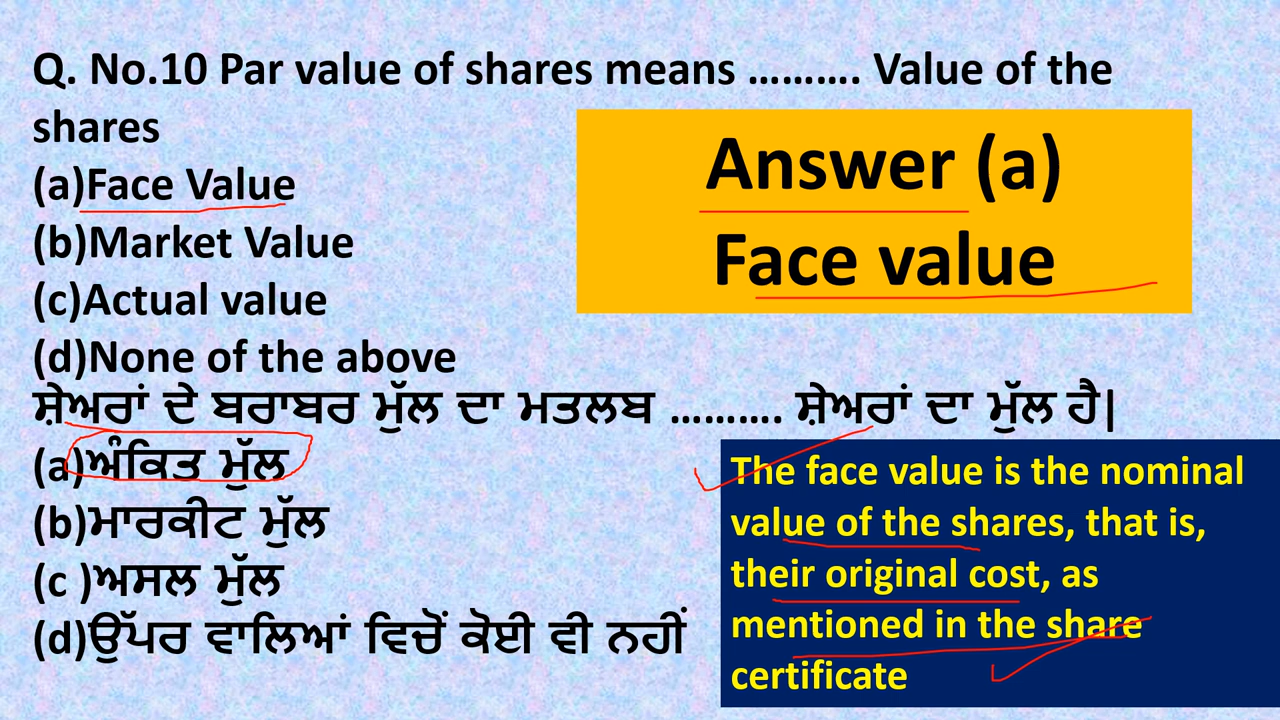 Q. No.10 Par value of shares means ………. Value of the
shares
(a)Face Value
(b)Market Value
(c)Actual value
(d)None of the above
Answer (a)
Face value
ਸ਼ੇਅਰਾਂ ਦੇ ਬਰਾਬਰ ਮੁੱਲ ਦਾ ਮਤਲਬ ………. ਸ਼ੇਅਰਾਂ ਦਾ ਮੁੱਲ ਹੈ|
(a)ਅੰਕਿਤ ਮੁੱਲ
(b)ਮਾਰਕੀਟ ਮੁੱਲ
(c )ਅਸਲ ਮੁੱਲ
(d)ਉੱਪਰ ਵਾਲਿਆਂ ਵਿਚੋਂ ਕੋਈ ਵੀ ਨਹੀਂ
The face value is the nominal
value of the shares, that is,
their original cost, as
mentioned in the share
certificate